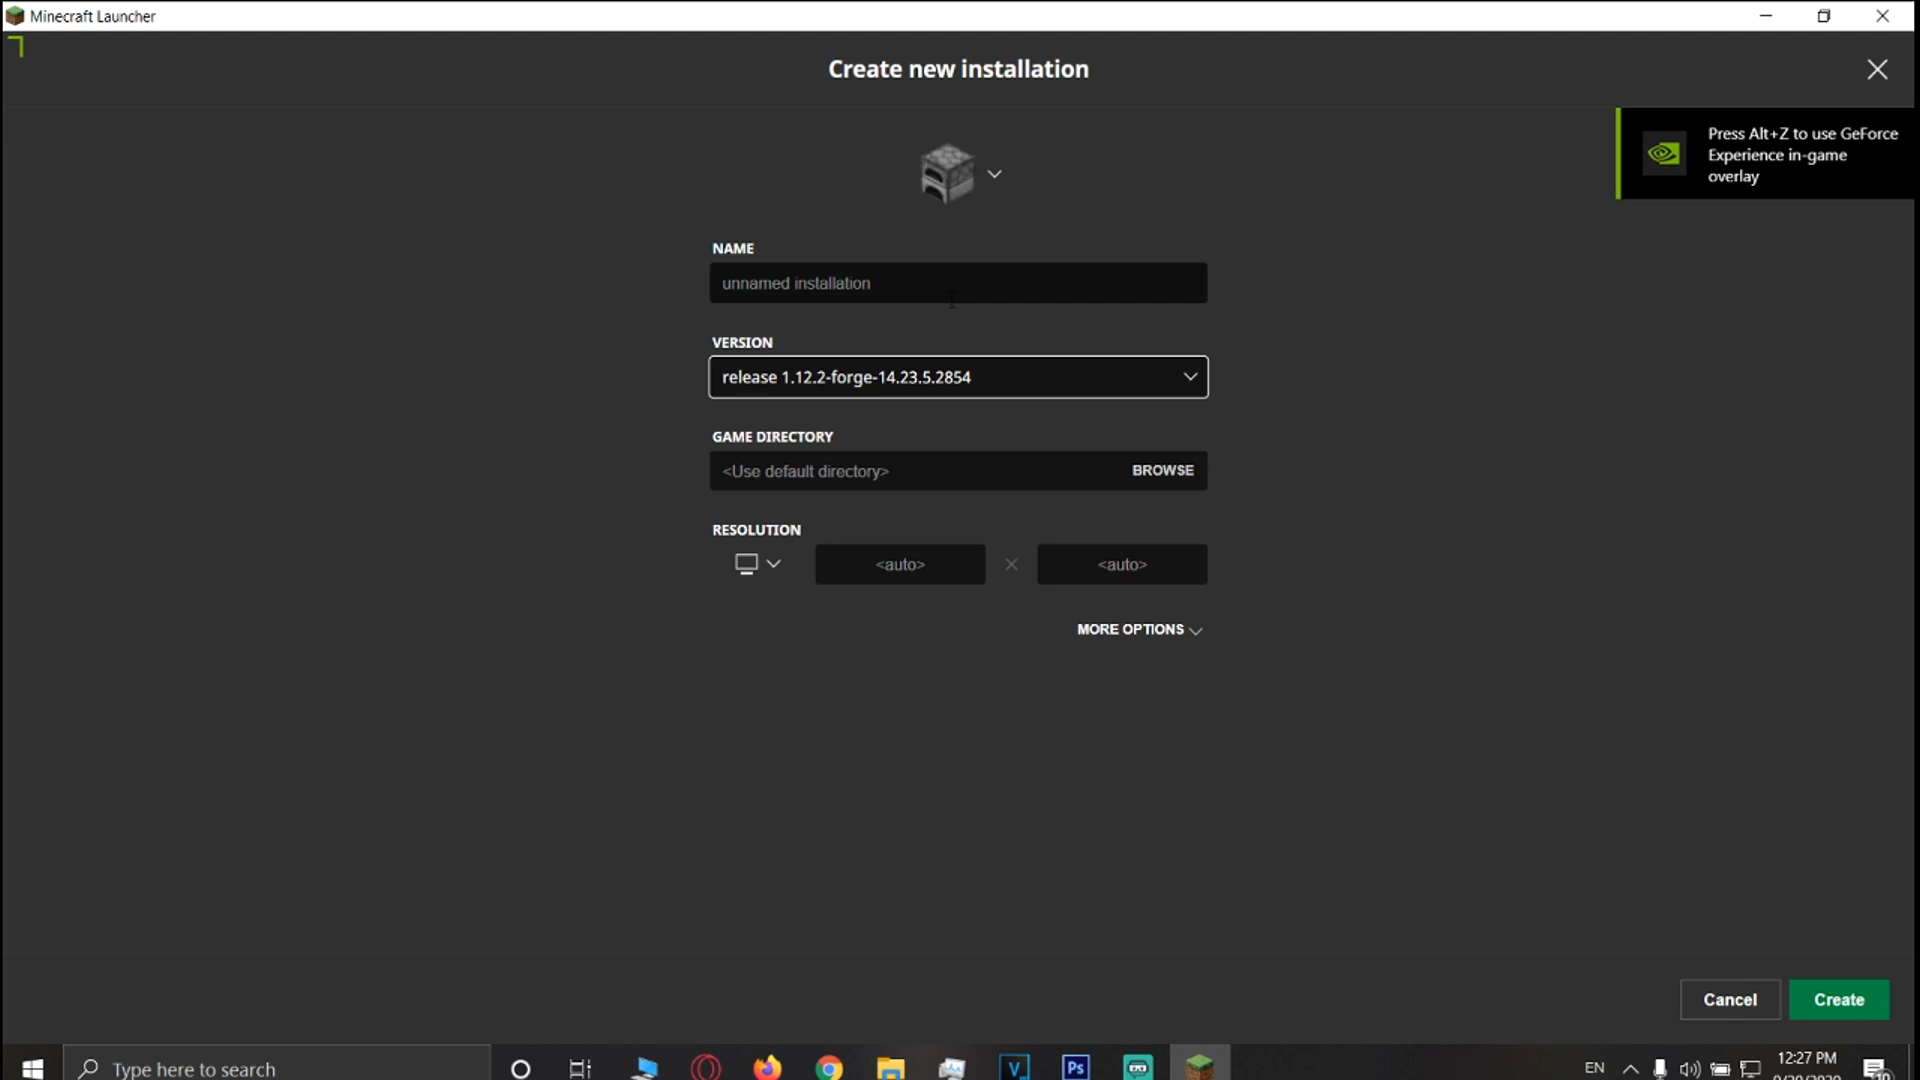 Minecraft Launcher
Create new installation
Press Alt+Z to use GeForce
Experience in-game
overlay
NAME
unnamed installation
VERSION
release 1.12.2-forge-14.23.5.2854
GAME DIRECTORY
<Use default directory>
BROWSE
RESOLUTION
<auto>
<auto>
MORE OPTIONS
Cancel
Create
Type here to search
V
Ps
EN
12:27 PM